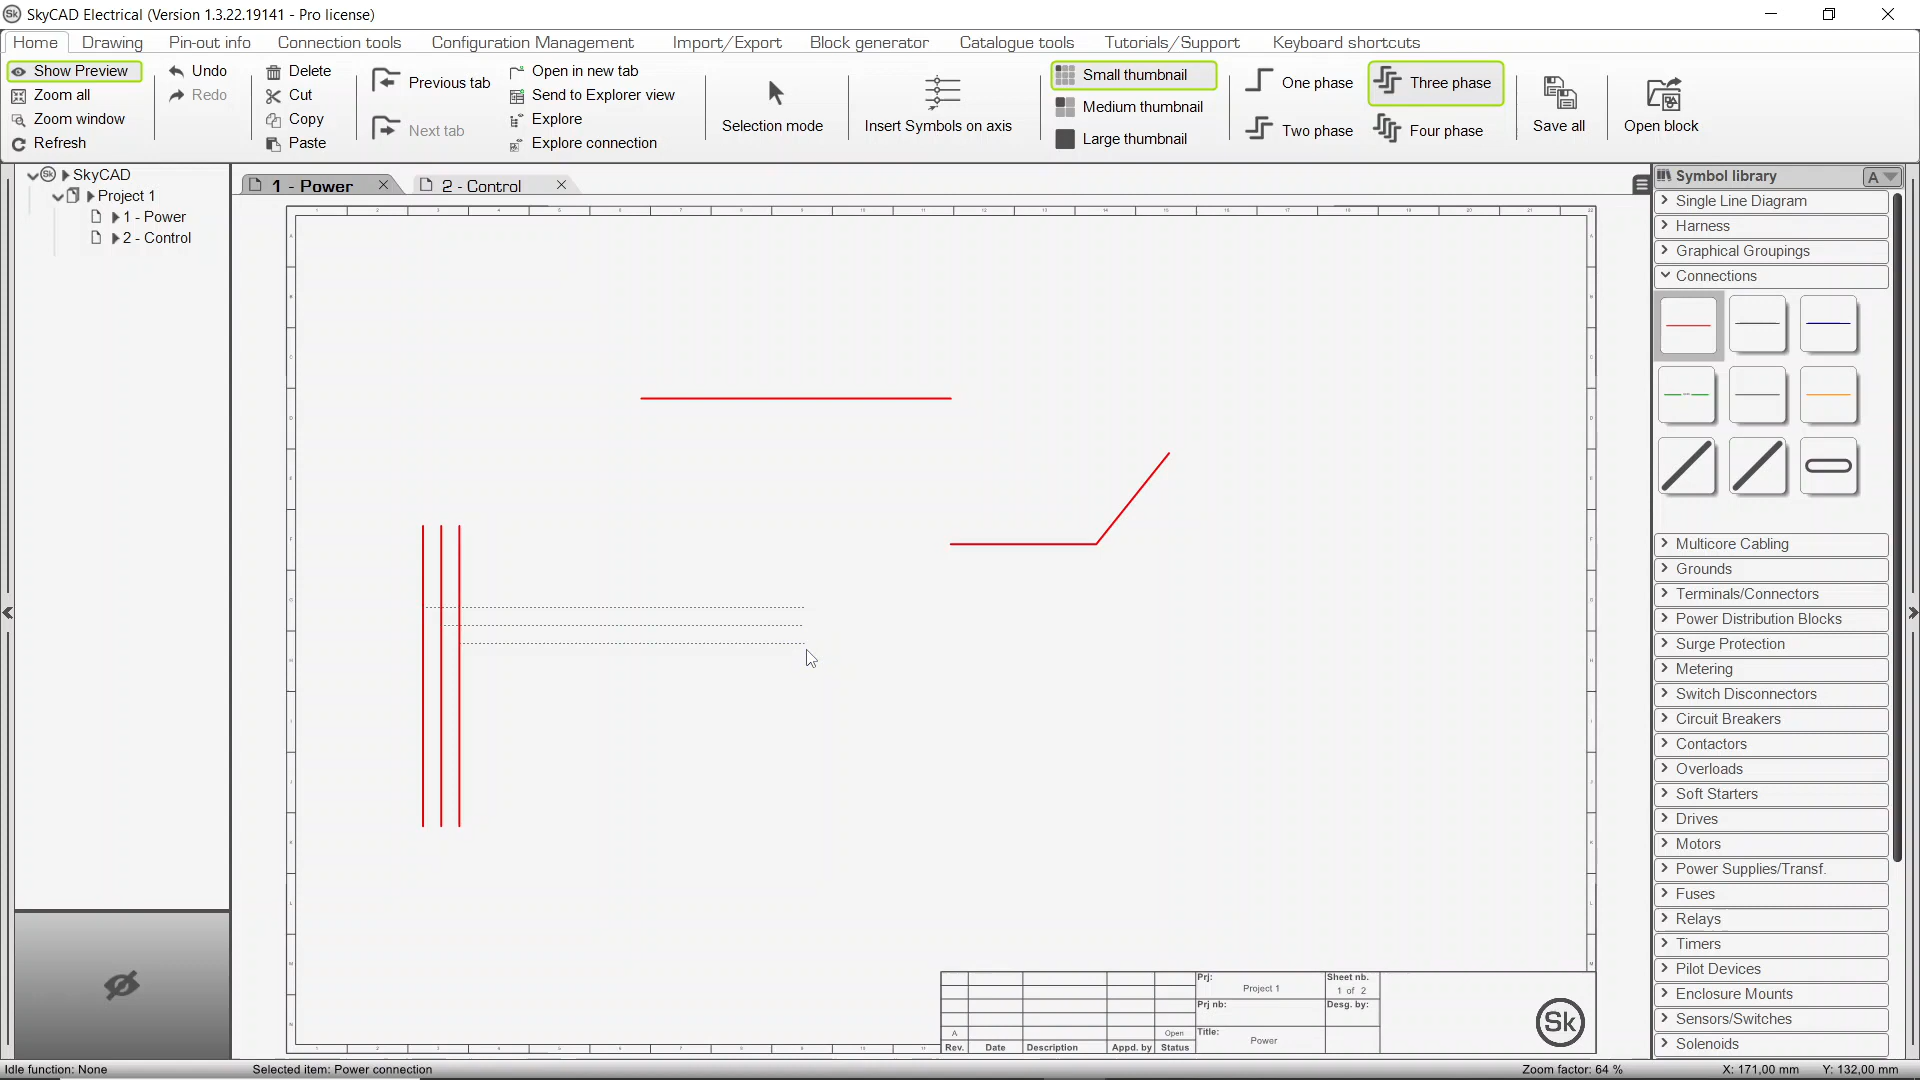 Sk SkyCAD Electrical (Version 1.3.22.19141 - Pro license)
Home Drawing Pin-out info Connection tools Configuration Management Import/Export Block generator Catalogue tools Tutorials/Support Keyboard shortcuts
Show Preview
Zoom all
Zoom window
Refresh
Undo
Redo
Delete
Cut
Copy
Paste
Previous tab
Next tab
Open in new tab
Send to Explorer view
Explore
Explore connection
Selection mode
Insert Symbols on axis
Small thumbnail
Medium thumbnail
Large thumbnail
One phase
Two phase
Three phase
Four phase
Save all
Open block
Sk SkyCAD
Project 1
1 - Power
2 - Control
1 - Power
2 - Control
Symbol library A
Single Line Diagram
Harness
Graphical Groupings
Connections
Multicore Cabling
Grounds
Terminals/Connectors
Power Distribution Blocks
Surge Protection
Metering
Switch Disconnectors
Circuit Breakers
Contactors
Overloads
Soft Starters
Drives
Motors
Power Supplies/Transf.
Fuses
Relays
Timers
Pilot Devices
Enclosure Mounts
Sensors/Switches
Solenoids
Prj:
Project 1
Sheet nb.
1 of 2
Prj nb:
Desg. by:
A
Open
Title:
Power
Rev. Date Description Appd. by Status
Sk
Idle function: None
Selected item: Power connection
Zoom factor: 64 %
X: 171,00 mm
Y: 132,00 mm